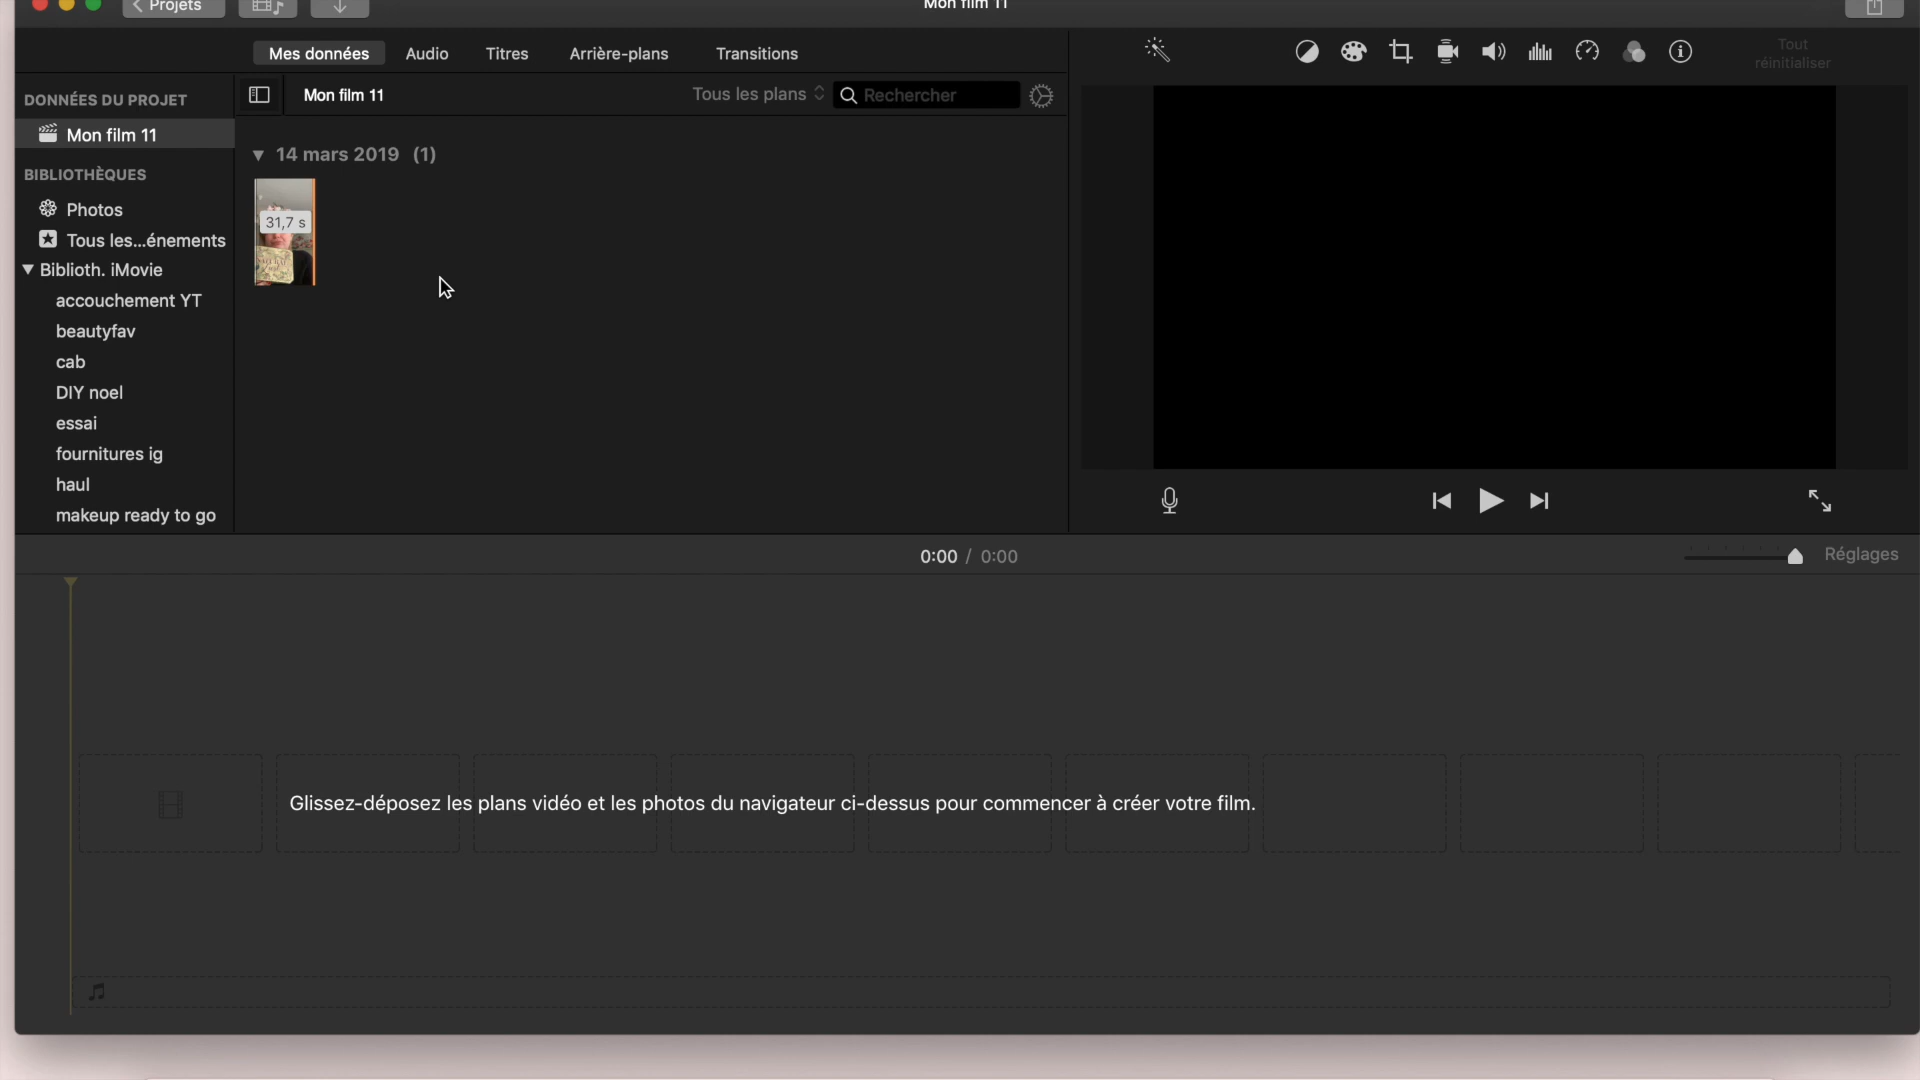 Projets
Mon film 11
Mes données
Audio
Titres
Arrière-plans
Transitions
Tout
réinitialiser
DONNÉES DU PROJET
Mon film 11
Tous les plans
Rechercher
Mon film 11
14 mars 2019 (1)
BIBLIOTHÈQUES
31,7 s
Photos
Tous les...énements
Biblioth. iMovie
accouchement YT
beautyfav
cab
DIY noel
essai
fournitures ig
haul
makeup ready to go
0:00 / 0:00
Réglages
Glissez-déposez les plans vidéo et les photos du navigateur ci-dessus pour commencer à créer votre film.